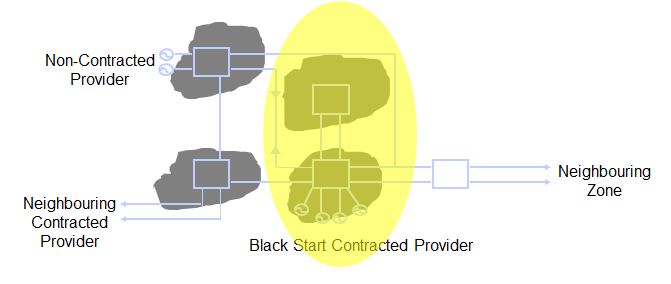 Non-Contracted
Provider
Neighbouring
Zone
Neighbouring
Contracted
Provider
Black Start Contracted Provider